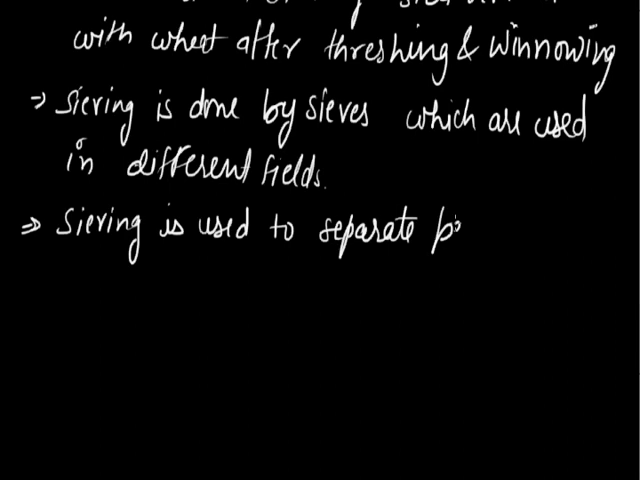 with wheat after threshing & winnowing
→ Sieving is done by sieves which are used
in different fields.
⇒ Sieving is used to separate